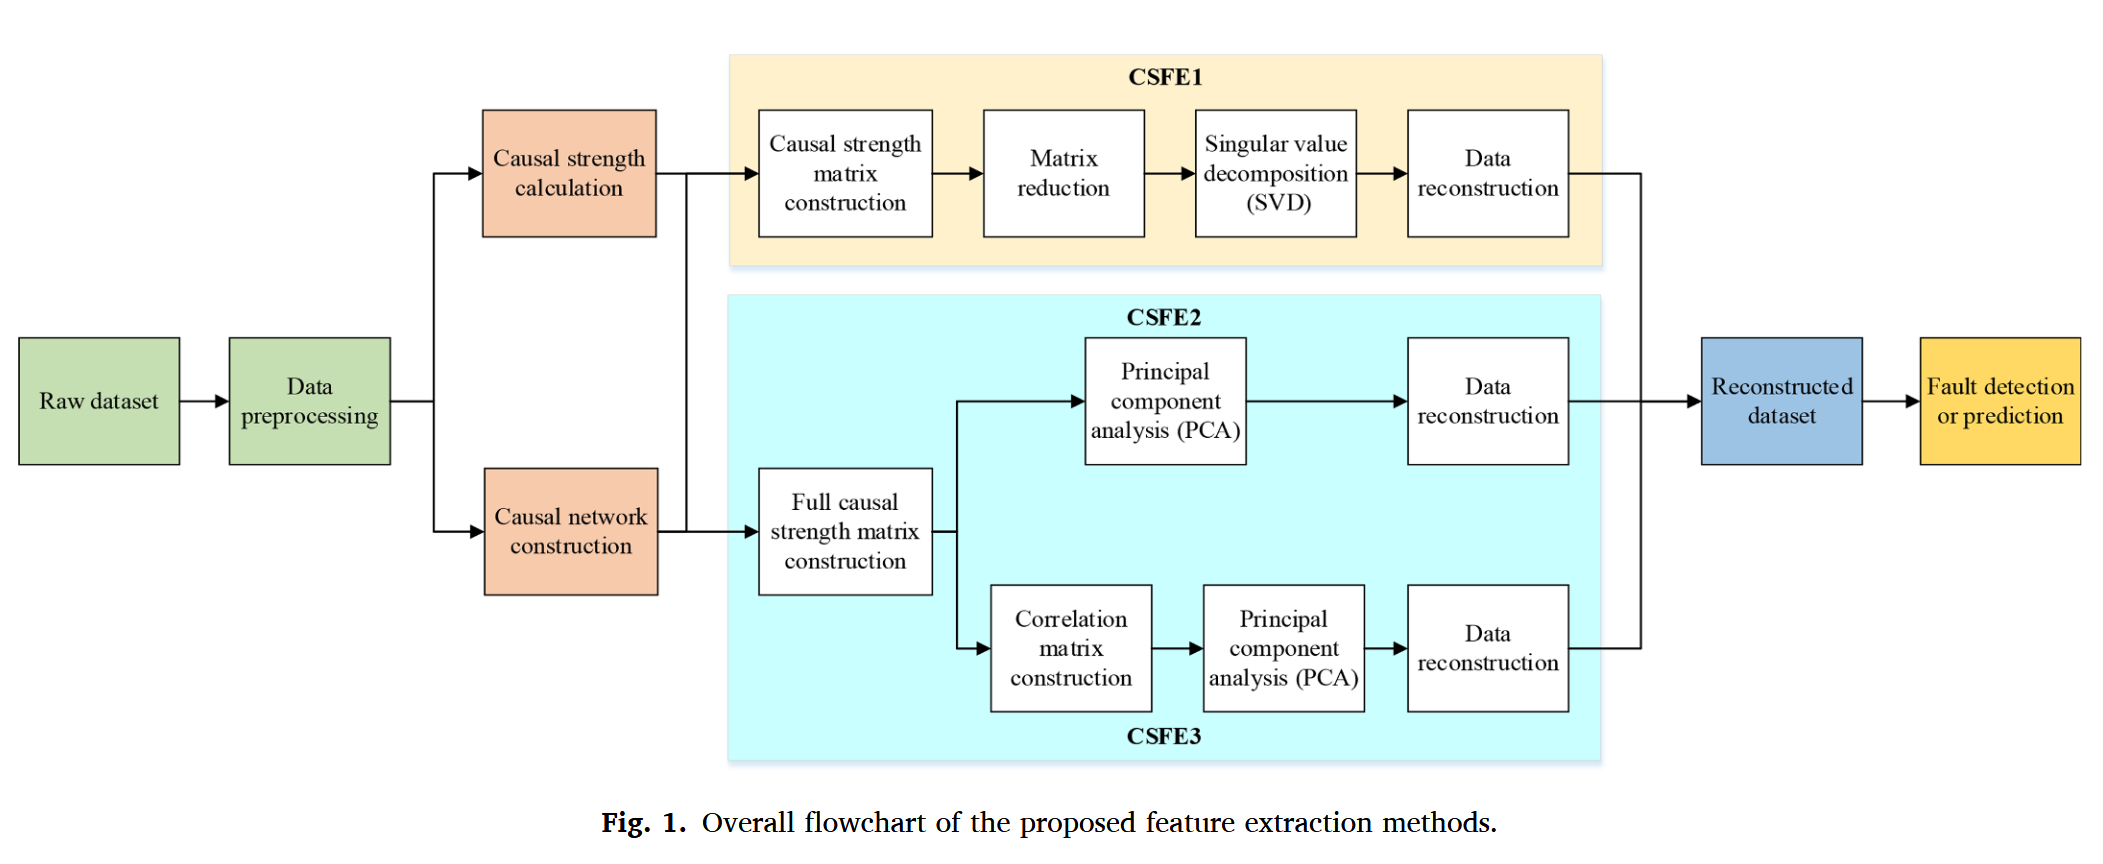 CSFE1
Causal strength
calculation
Causal strength
matrix
construction
Matrix
reduction
Singular value
decomposition
(SVD)
Data
reconstruction
CSFE2
Raw dataset
Data
preprocessing
Principal
component
analysis (PCA)
Data
reconstruction
Reconstructed
dataset
Fault detection
or prediction
Causal network
construction
Full causal
strength matrix
construction
Correlation
matrix
construction
Principal
component
analysis (PCA)
Data
reconstruction
CSFE3
Fig. 1. Overall flowchart of the proposed feature extraction methods.